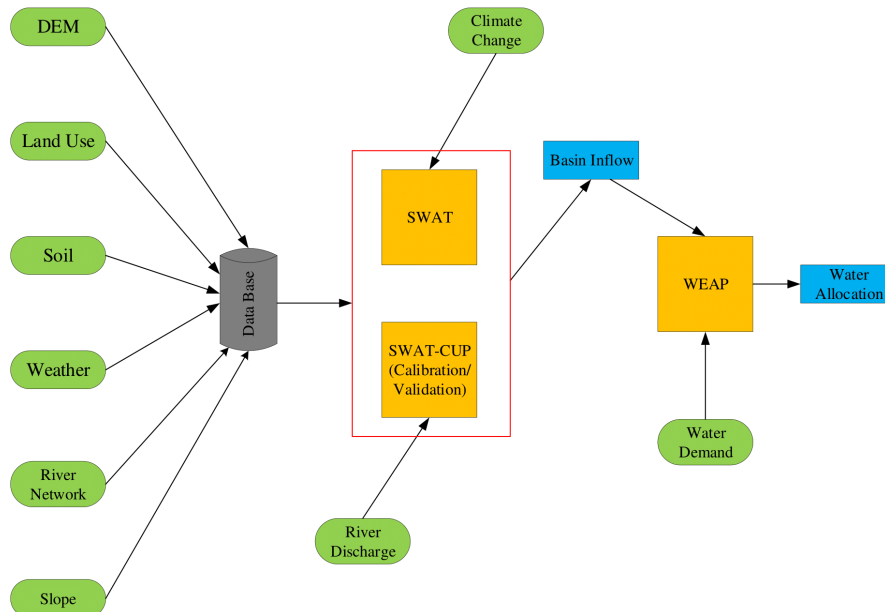 DEM
Land Use
Soil
Weather
River
Network
Slope
Data Base
Climate
Change
SWAT
SWAT-CUP
(Calibration/
Validation)
River
Discharge
Basin Inflow
WEAP
Water
Demand
Water
Allocation